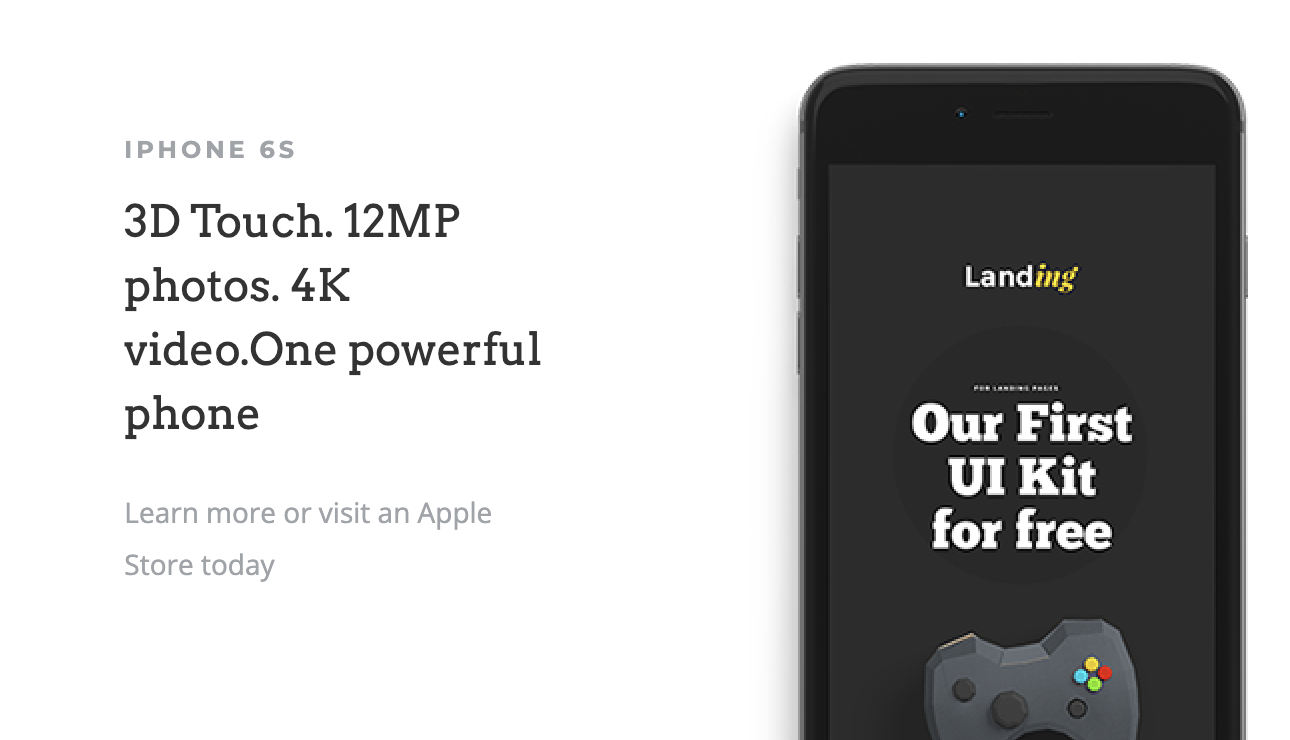 IPHONE 6S
3D Touch. 12MP
photos. 4K
video.One powerful
phone
Learn more or visit an Apple
Store today
Landing
FOR LANDING PAGES
Our First
UI Kit
for free